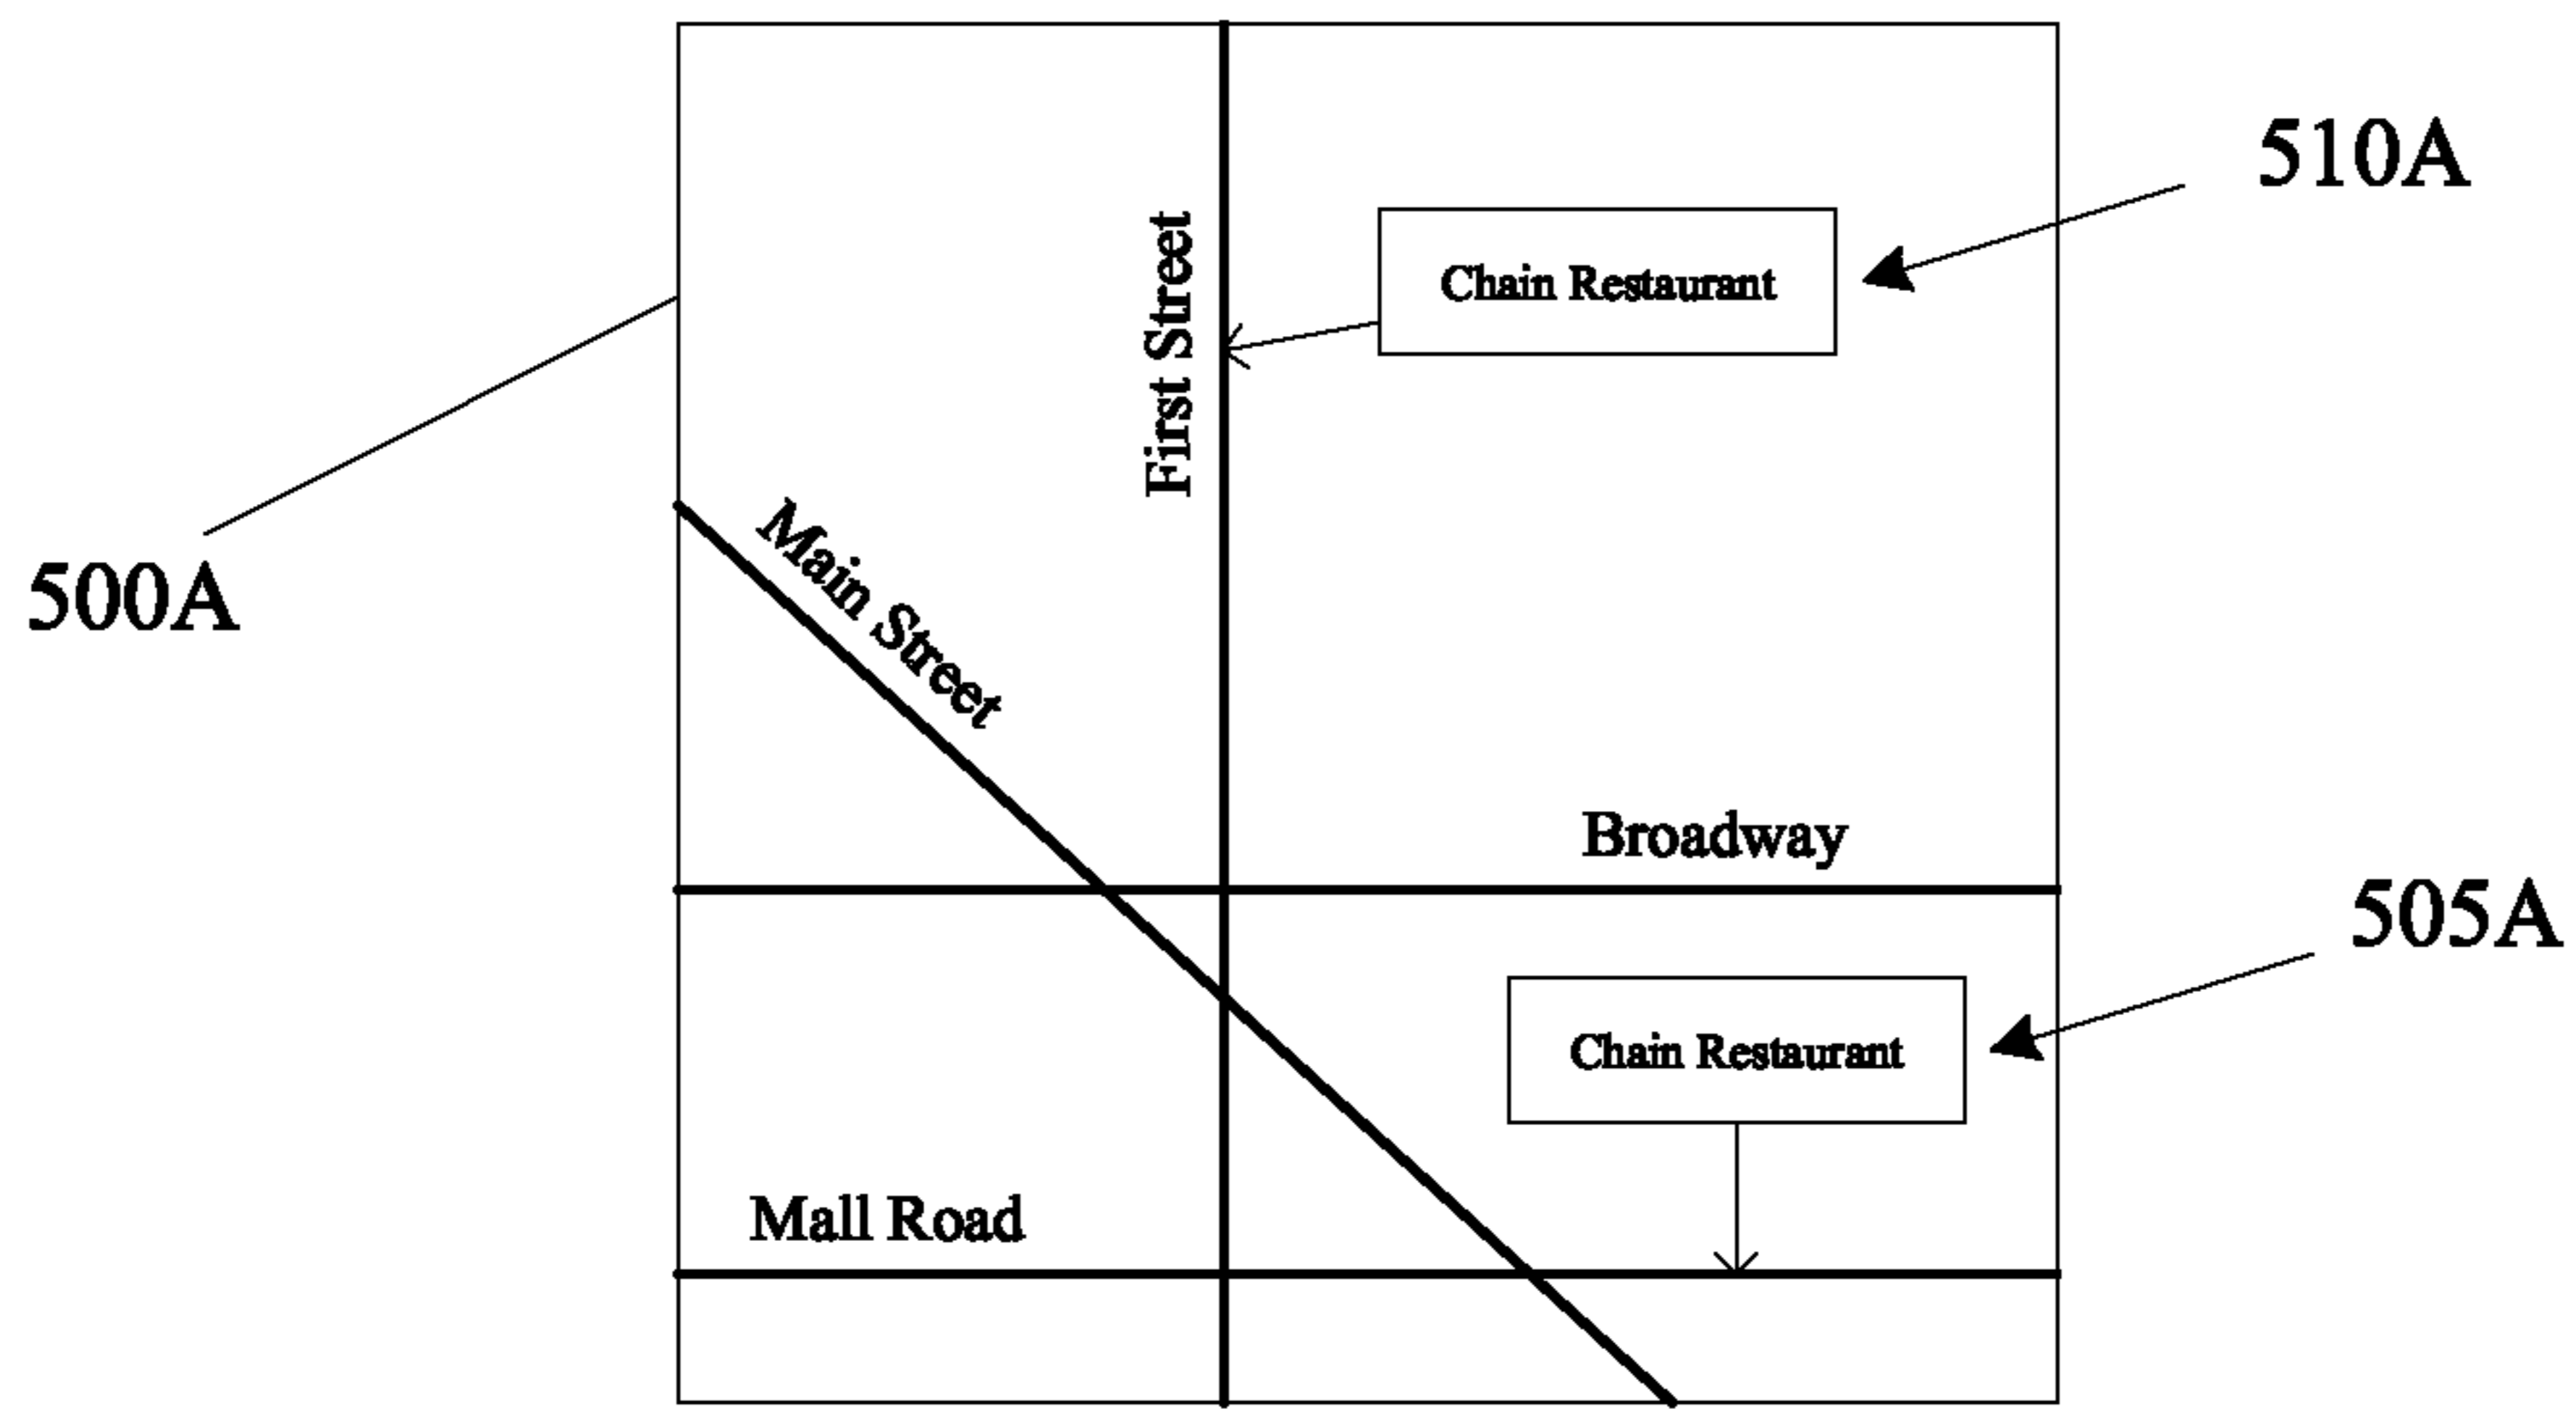 510A
Chain Restaurant
First Street
Main Street
500A
Broadway
505A
Chain Restaurant
Mall Road